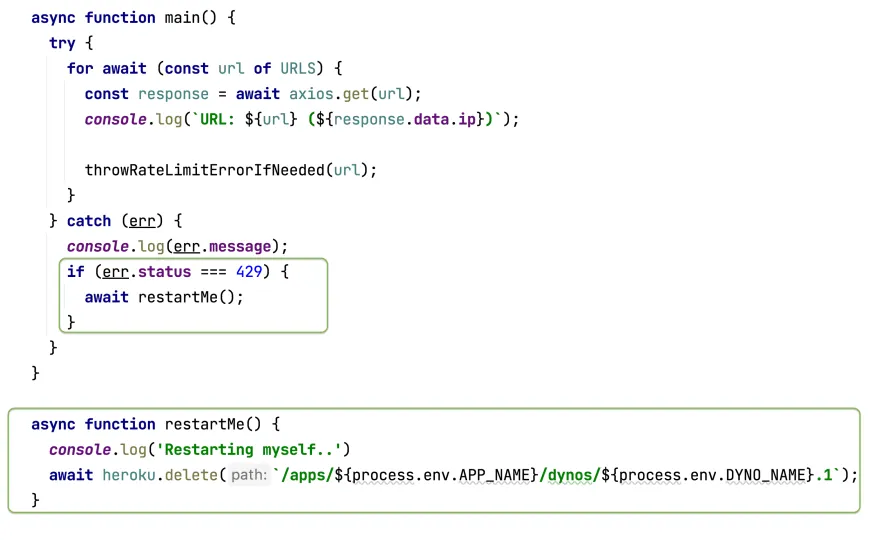 async function main() {
try {
for await (const url of URLS) {
const response = await axios.get(url);
console.log(`URL: ${url} (${response.data.ip})`);
throwRateLimitErrorIfNeeded(url);
}
} catch (err) {
console.log(err.message);
if (err.status === 429) {
await restartMe();
}
}
}
async function restartMe() {
console.log('Restarting myself..')
await heroku.delete( path: `/apps/${process.env.APP_NAME}/dynos/${process.env.DYNO_NAME}.1`);
}